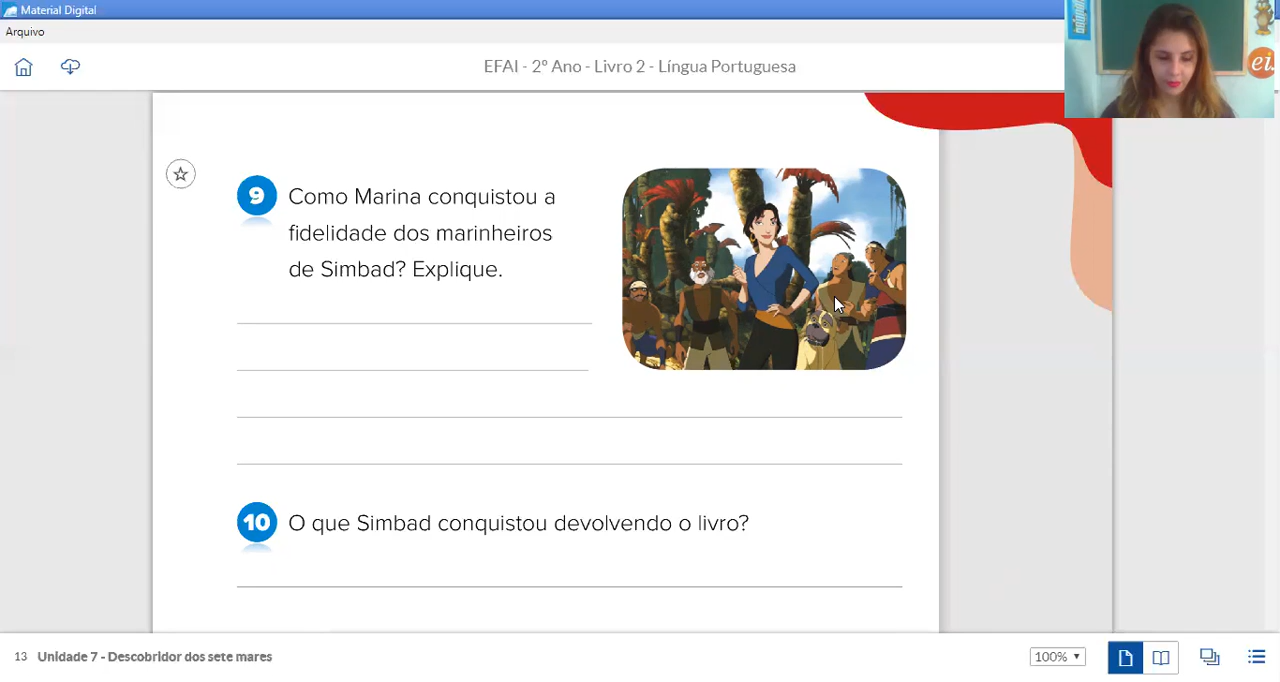 Material Digital
Arquivo
EFAI - 2º Ano - Livro 2 - Língua Portuguesa
ei.
9 Como Marina conquistou a
fidelidade dos marinheiros
de Simbad? Explique.
10 O que Simbad conquistou devolvendo o livro?
13 Unidade 7 - Descobridor dos sete mares
100%